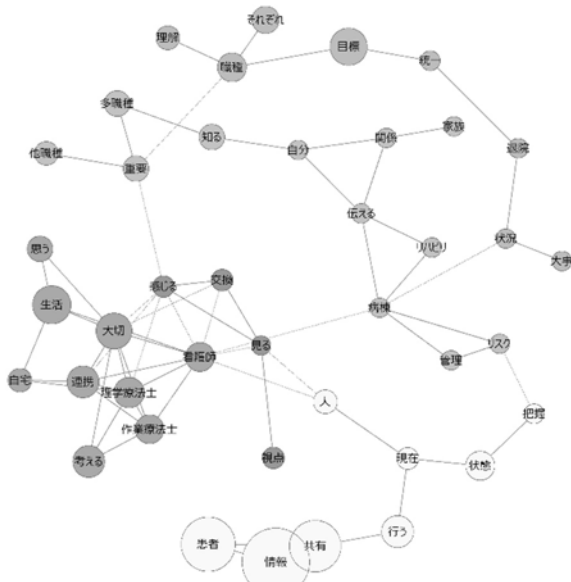 それぞれ
理解
目標
職種
統一
多職種
家族
知る
関係
自分
退院
他職種
重要
伝える
状況
リハビリ
思う
大事
感じる
交換
生活
病棟
大切
リスク
見る
看護師
管理
自宅
連携
理学療法士
人
把握
作業療法士
考える
視点
現在
状態
行う
患者
共有
情報